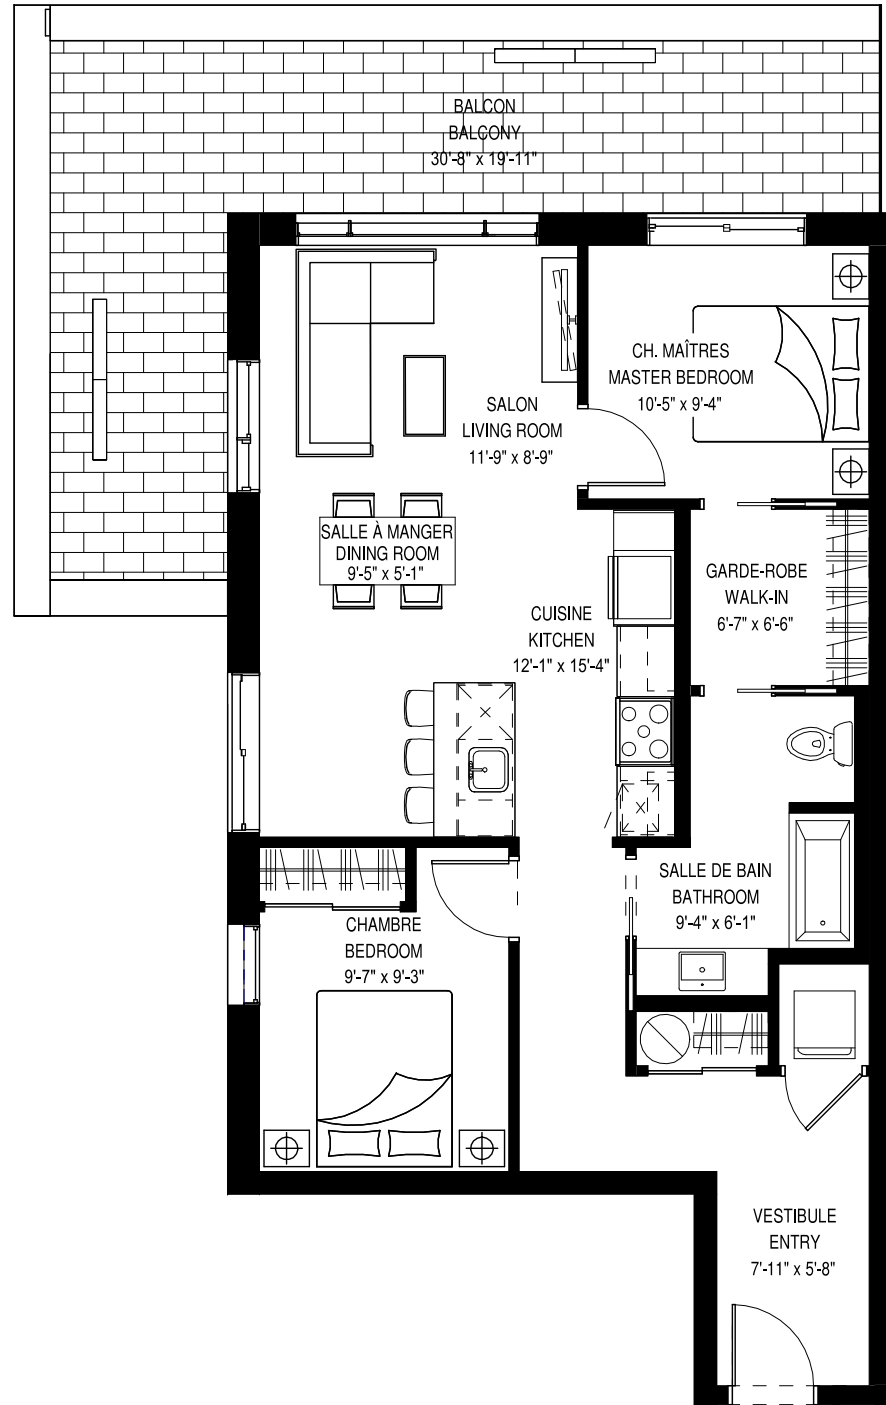 BALCON
BALCONY
30'-8" x 19'-11"
CH. MAÎTRES
MASTER BEDROOM
10'-5" x 9'-4"
SALON
LIVING ROOM
11'-9" x 8'-9"
SALLE À MANGER
DINING ROOM
9'-5" x 5'-1"
GARDE-ROBE
WALK-IN
6'-7" x 6'-6"
CUISINE
KITCHEN
12'-1" x 15'-4"
SALLE DE BAIN
BATHROOM
9'-4" x 6'-1"
CHAMBRE
BEDROOM
9'-7" x 9'-3"
VESTIBULE
ENTRY
7'-11" x 5'-8"